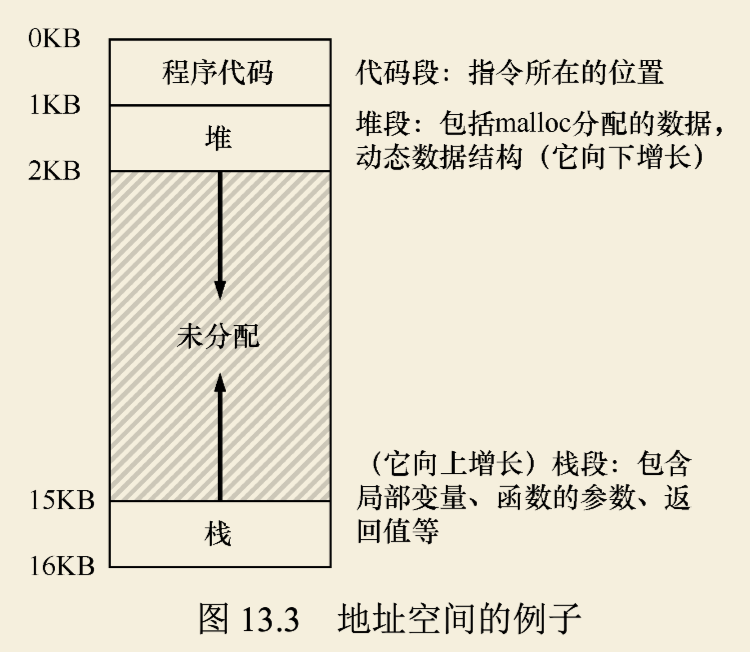 0KB
程序代码
代码段：指令所在的位置
1KB
堆
堆段：包括malloc分配的数据，
动态数据结构（它向下增长）
2KB
未分配
（它向上增长）栈段：包含
局部变量、函数的参数、返
回值等
15KB
栈
16KB
图 13.3 地址空间的例子